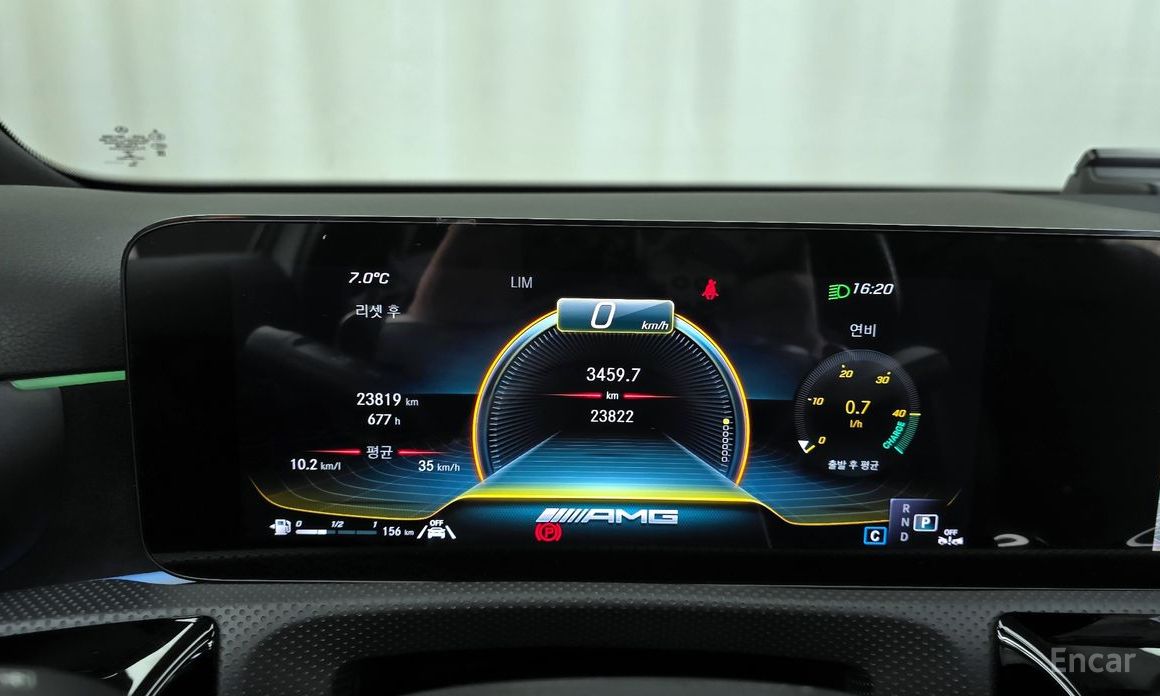 7.0°C
LIM
16:20
리셋 후
0 km/h
연비
23819 km
677 h
평균
10.2 km/l
35 km/h
3459.7
km
23822
0
10
20
30
40
CHARGE
0.7
l/h
출발 후 평균
0 1/2 1
156 km
OFF
AMG
P
C
R
N
D
P
OFF
Encar